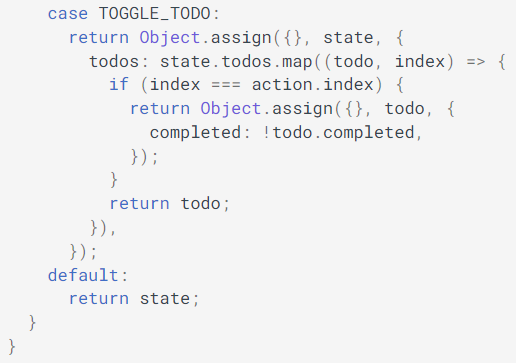 case TOGGLE_TODO:
return Object.assign({}, state, {
todos: state.todos.map((todo, index) => {
if (index === action.index) {
return Object.assign({}, todo, {
completed: !todo.completed,
});
}
return todo;
}),
});
default:
return state;
}
}